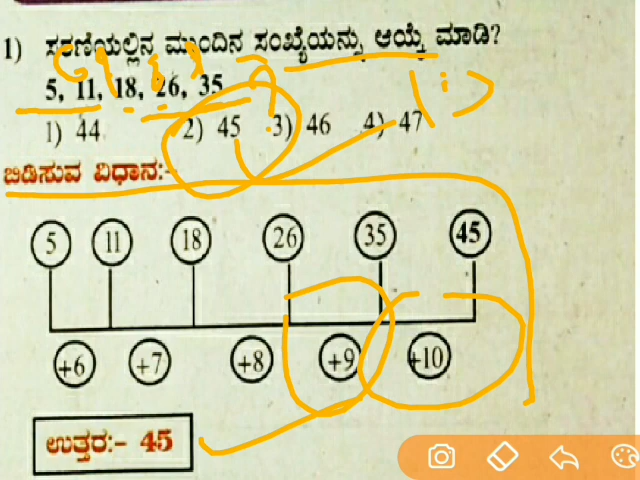 1) ಸರಣಿಯಲ್ಲಿನ ಮುಂದಿನ ಸಂಖ್ಯೆಯನ್ನು ಆಯ್ಕೆ ಮಾಡಿ?
5, 11, 18, 26, 35
1) 44 2) 45 3) 46 4) 47
ಬಿಡಿಸುವ ವಿಧಾನ:-
5 11 18 26 35 45
+6 +7 +8 +9 +10
ಉತ್ತರ:- 45